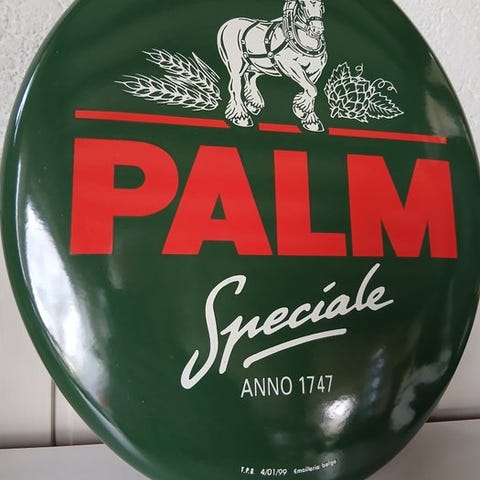 PALM
Speciale
ANNO 1747
T.P.B. 4/01/99 Emaillerie belge